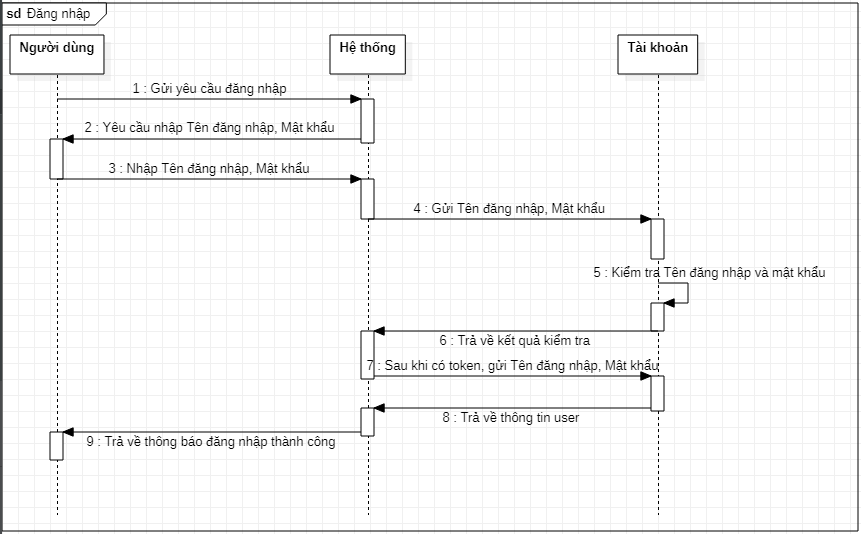 sd Đăng nhập
Người dùng
Hệ thống
Tài khoản
1 : Gửi yêu cầu đăng nhập
2 : Yêu cầu nhập Tên đăng nhập, Mật khẩu
3 : Nhập Tên đăng nhập, Mật khẩu
4 : Gửi Tên đăng nhập, Mật khẩu
5 : Kiểm tra Tên đăng nhập và mật khẩu
6 : Trả về kết quả kiểm tra
7 : Sau khi có token, gửi Tên đăng nhập, Mật khẩu
8 : Trả về thông tin user
9 : Trả về thông báo đăng nhập thành công